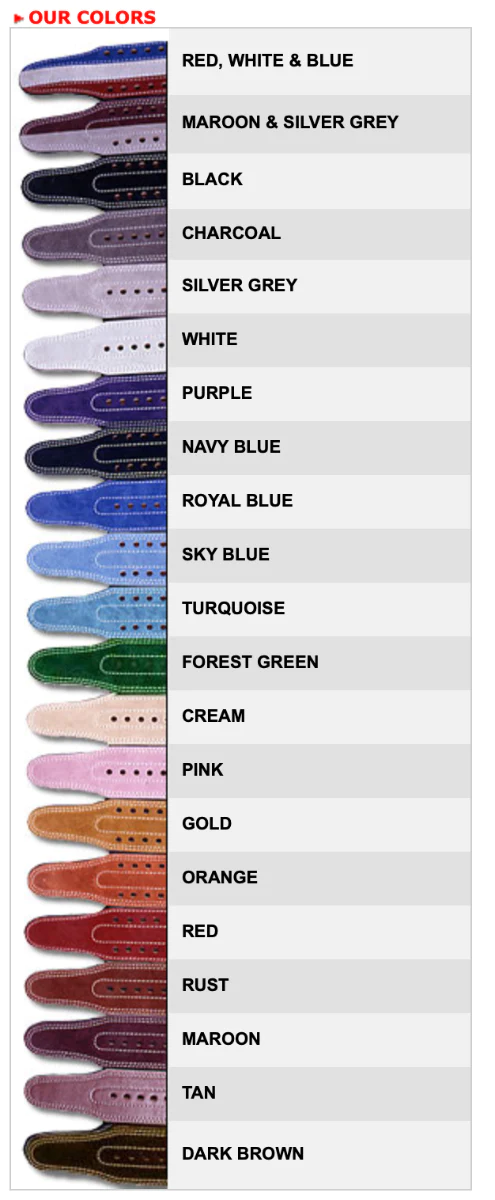 OUR COLORS
RED, WHITE & BLUE
MAROON & SILVER GREY
BLACK
CHARCOAL
SILVER GREY
WHITE
PURPLE
NAVY BLUE
ROYAL BLUE
SKY BLUE
TURQUOISE
FOREST GREEN
CREAM
PINK
GOLD
ORANGE
RED
RUST
MAROON
TAN
DARK BROWN